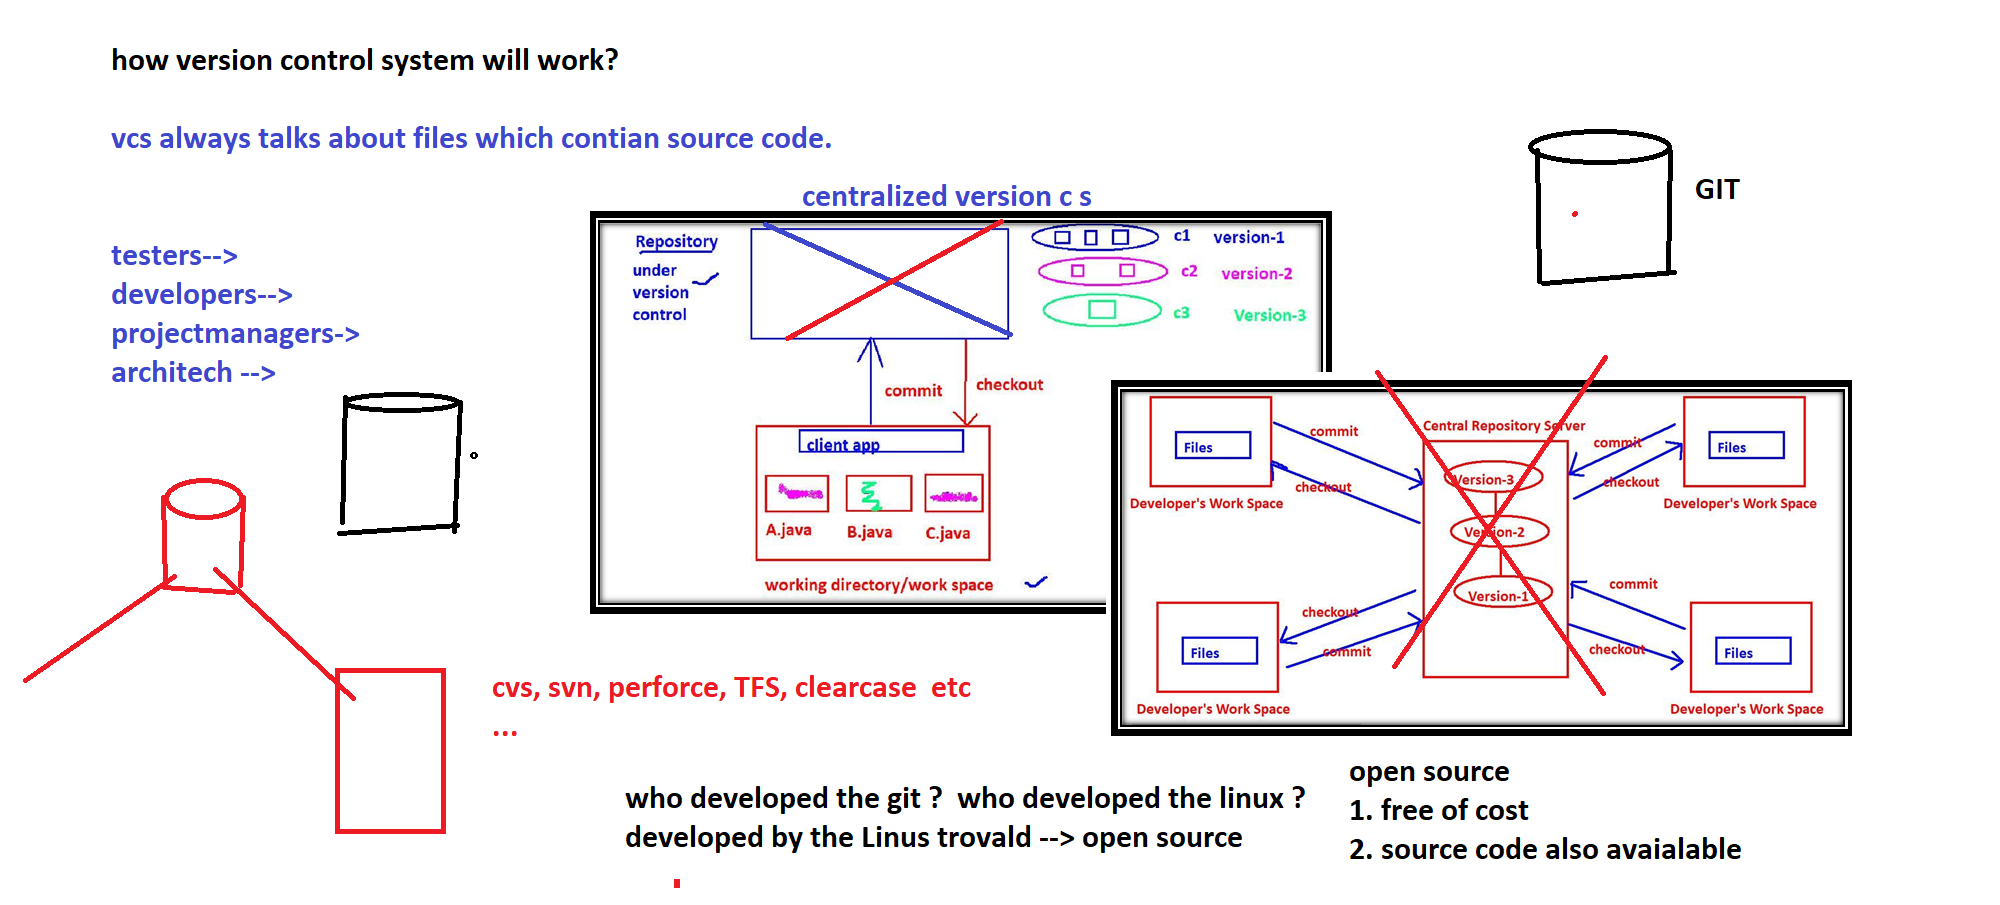 how version control system will work?
vcs always talks about files which contian source code.
centralized version c s
GIT
testers-->
developers-->
projectmanagers->
architech -->
Repository
under
version
control
c1 version-1
c2 version-2
c3 Version-3
commit
checkout
client app
A.java
B.java
C.java
working directory/work space
Central Repository Server
Files
commit
checkout
Developer's Work Space
Version-3
Version-2
Version-1
Files
commit
checkout
Developer's Work Space
Files
checkout
commit
Developer's Work Space
Files
commit
checkout
Developer's Work Space
cvs, svn, perforce, TFS, clearcase etc
...
who developed the git ? who developed the linux ?
developed by the Linus trovald --> open source
open source
1. free of cost
2. source code also avaialable